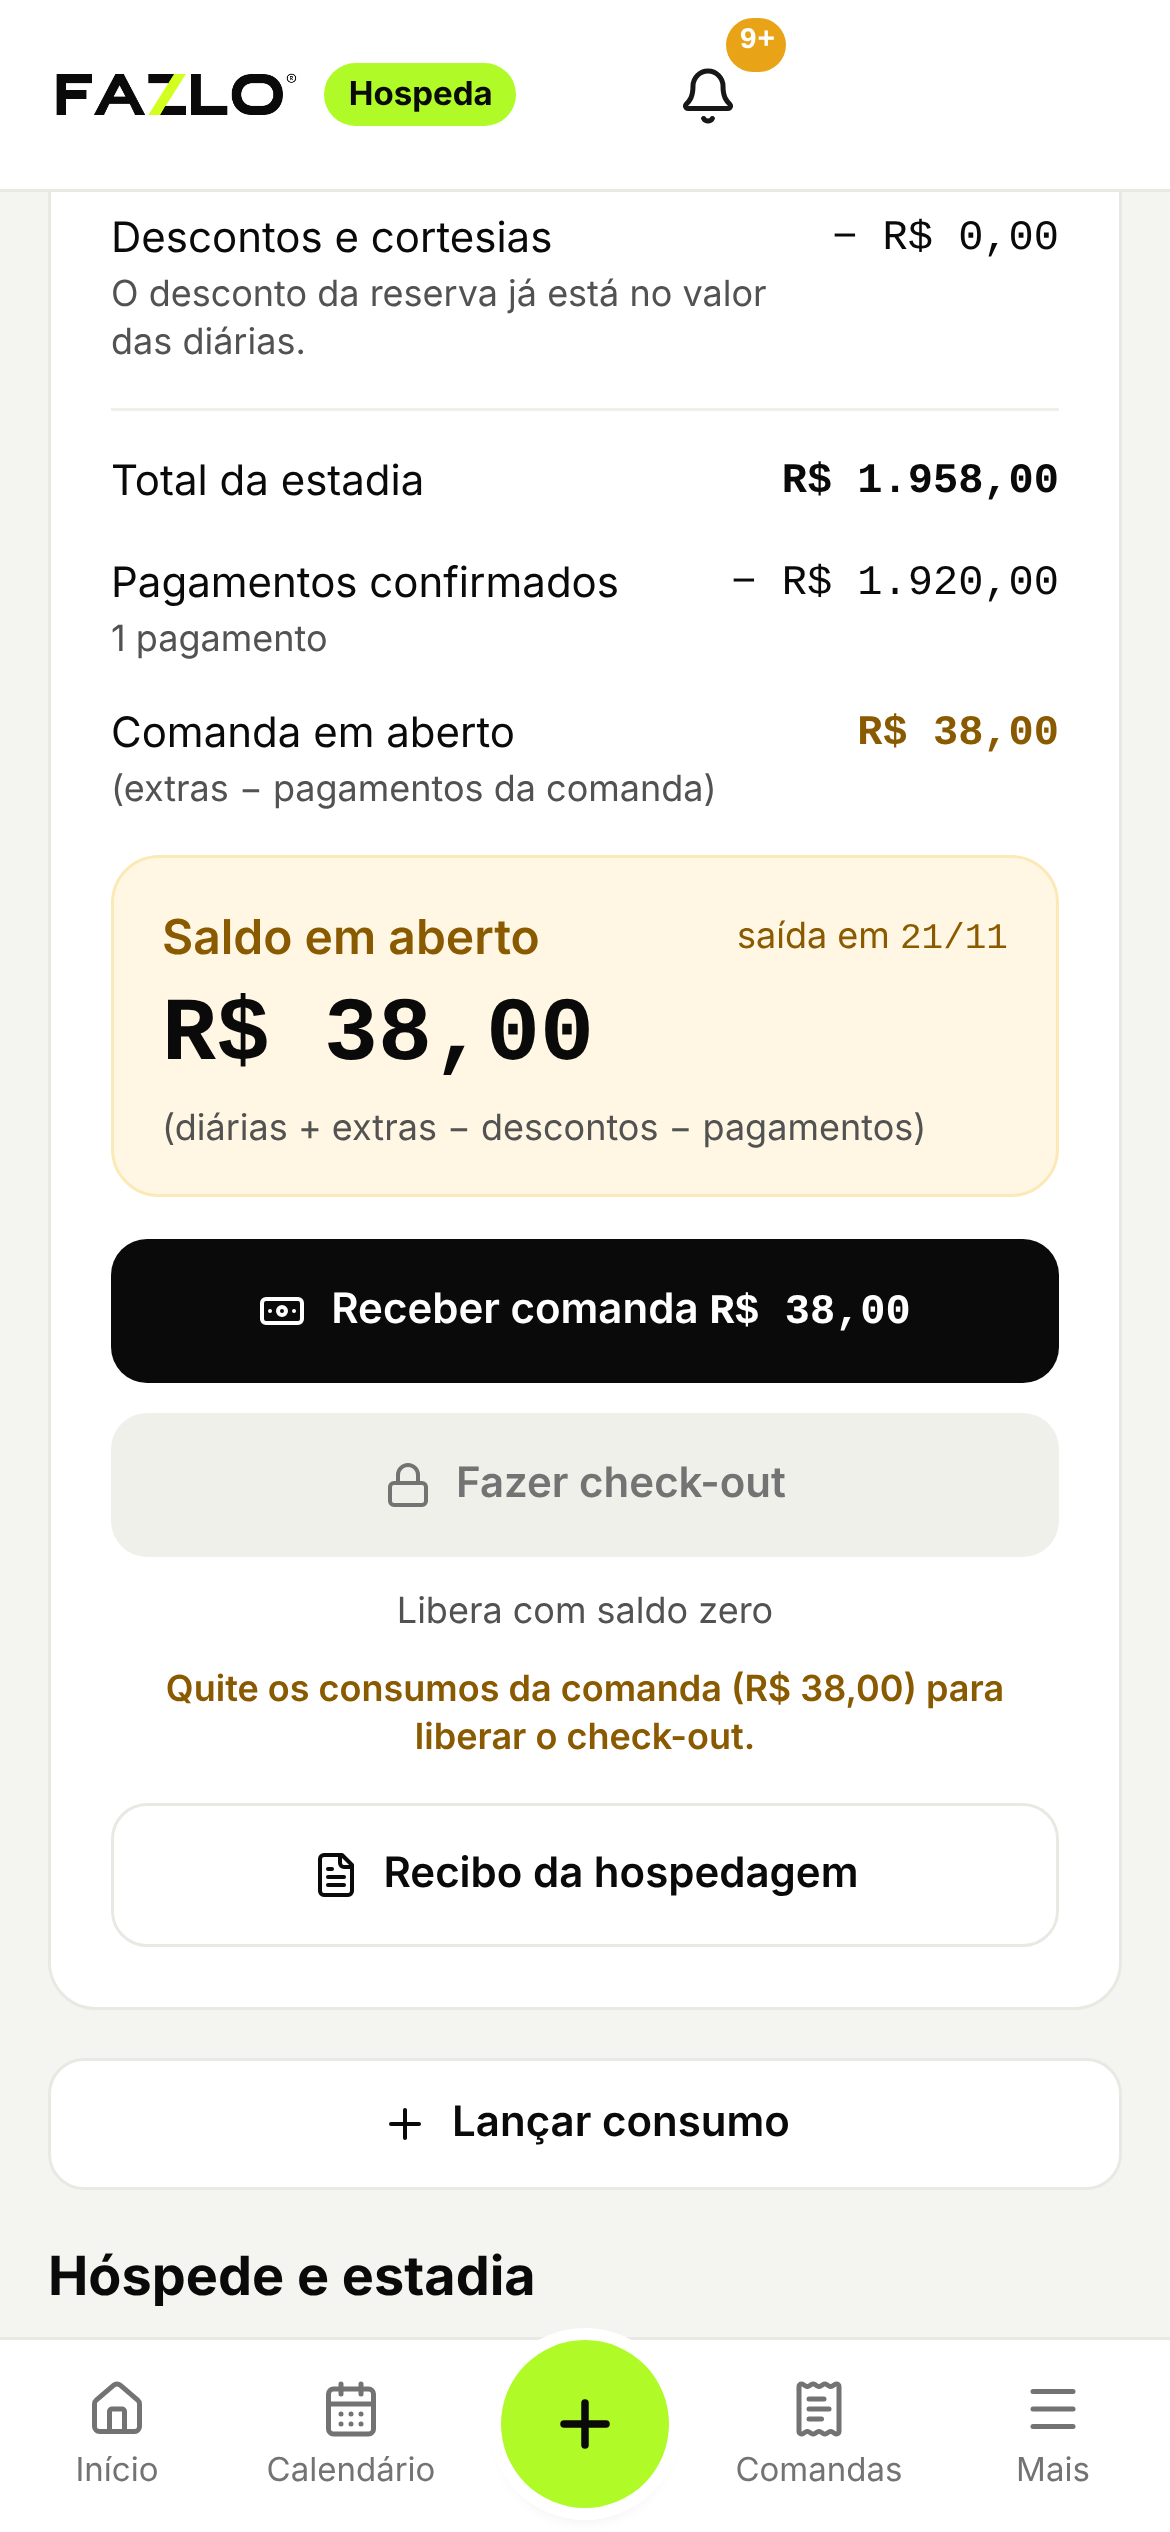 FAZLO®
Hospeda
9+
Descontos e cortesias
− R$ 0,00
O desconto da reserva já está no valor
das diárias.
Total da estadia
R$ 1.958,00
Pagamentos confirmados
− R$ 1.920,00
1 pagamento
Comanda em aberto
R$ 38,00
(extras − pagamentos da comanda)
Saldo em aberto
saída em 21/11
R$ 38,00
(diárias + extras − descontos − pagamentos)
Receber comanda R$ 38,00
Fazer check-out
Libera com saldo zero
Quite os consumos da comanda (R$ 38,00) para
liberar o check-out.
Recibo da hospedagem
Lançar consumo
Hóspede e estadia
Início
Calendário
Comandas
Mais